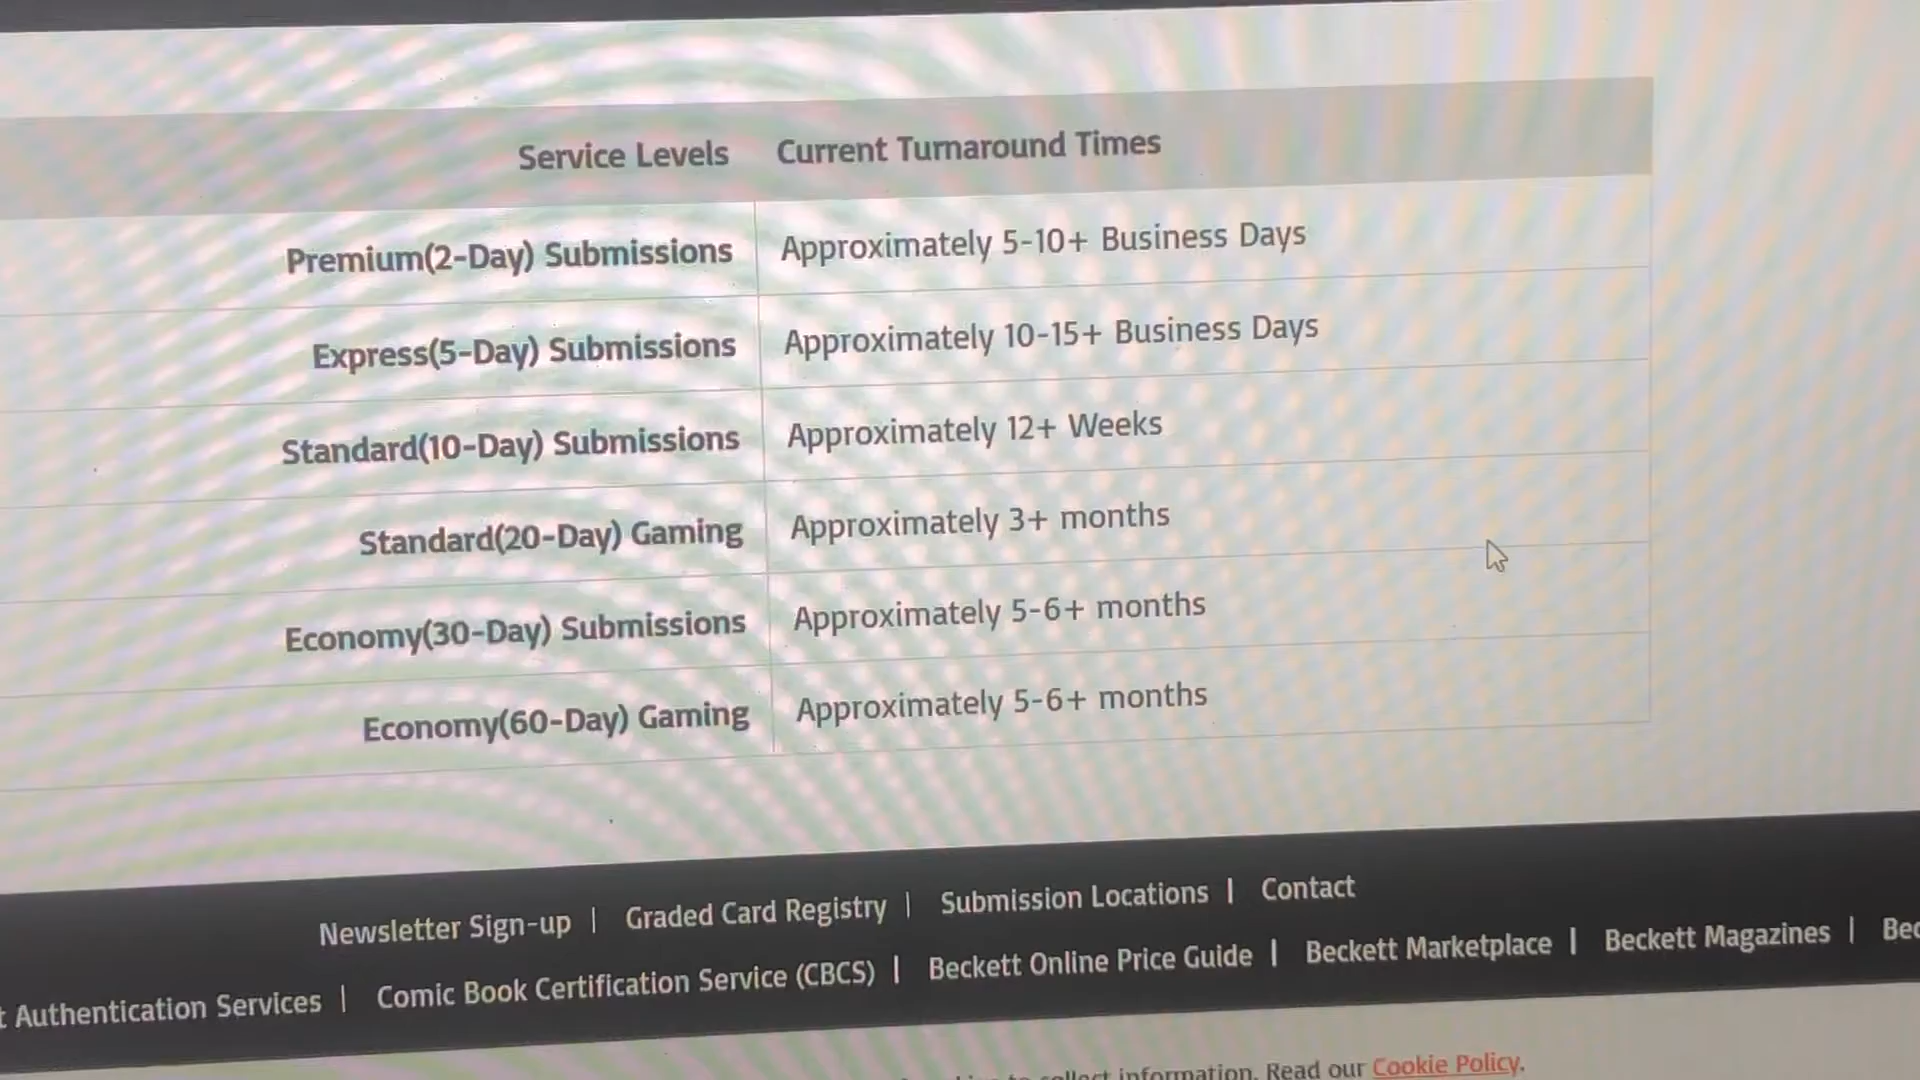 Service Levels Current Turnaround Times
Premium(2-Day) Submissions Approximately 5-10+ Business Days
Express(5-Day) Submissions Approximately 10-15+ Business Days
Standard(10-Day) Submissions Approximately 12+ Weeks
Standard(20-Day) Gaming Approximately 3+ months
Economy(30-Day) Submissions Approximately 5-6+ months
Economy(60-Day) Gaming Approximately 5-6+ months
Newsletter Sign-up | Graded Card Registry | Submission Locations | Contact
t Authentication Services | Comic Book Certification Service (CBCS) | Beckett Online Price Guide | Beckett Marketplace | Beckett Magazines | Bec
to collect information. Read our Cookie Policy.